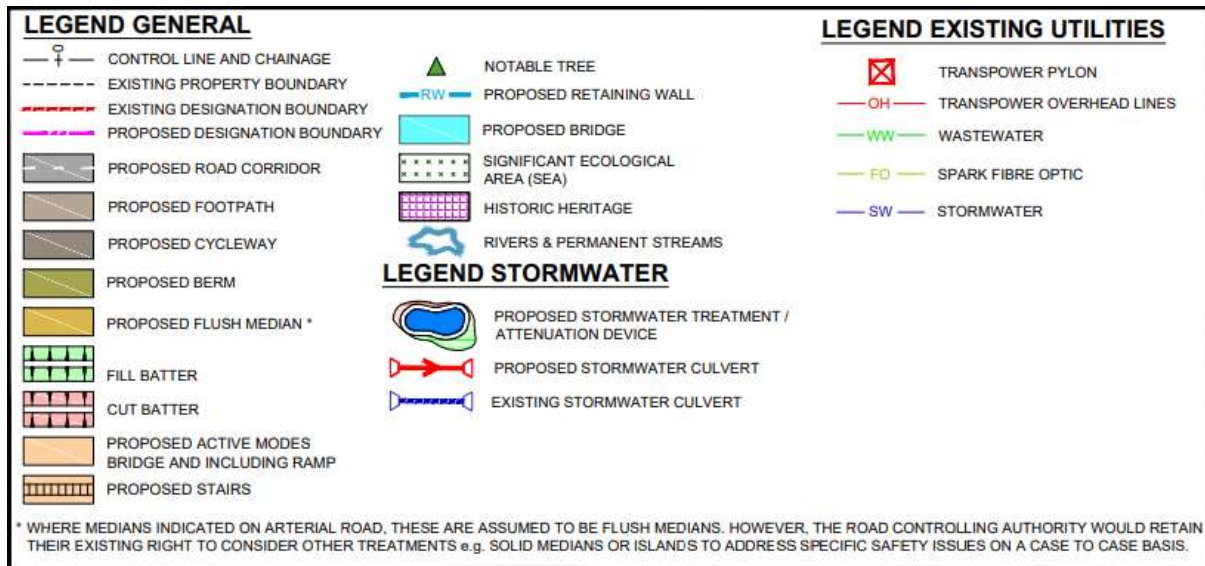 LEGEND GENERAL
CONTROL LINE AND CHAINAGE
EXISTING PROPERTY BOUNDARY
EXISTING DESIGNATION BOUNDARY
PROPOSED DESIGNATION BOUNDARY
PROPOSED ROAD CORRIDOR
PROPOSED FOOTPATH
PROPOSED CYCLEWAY
PROPOSED BERM
PROPOSED FLUSH MEDIAN *
FILL BATTER
CUT BATTER
PROPOSED ACTIVE MODES
BRIDGE AND INCLUDING RAMP
PROPOSED STAIRS
NOTABLE TREE
RW PROPOSED RETAINING WALL
PROPOSED BRIDGE
SIGNIFICANT ECOLOGICAL
AREA (SEA)
HISTORIC HERITAGE
RIVERS & PERMANENT STREAMS
LEGEND STORMWATER
PROPOSED STORMWATER TREATMENT /
ATTENUATION DEVICE
PROPOSED STORMWATER CULVERT
EXISTING STORMWATER CULVERT
LEGEND EXISTING UTILITIES
TRANSPOWER PYLON
OH TRANSPOWER OVERHEAD LINES
WW WASTEWATER
FO SPARK FIBRE OPTIC
SW STORMWATER
* WHERE MEDIANS INDICATED ON ARTERIAL ROAD, THESE ARE ASSUMED TO BE FLUSH MEDIANS. HOWEVER, THE ROAD CONTROLLING AUTHORITY WOULD RETAIN
THEIR EXISTING RIGHT TO CONSIDER OTHER TREATMENTS e.g. SOLID MEDIANS OR ISLANDS TO ADDRESS SPECIFIC SAFETY ISSUES ON A CASE TO CASE BASIS.